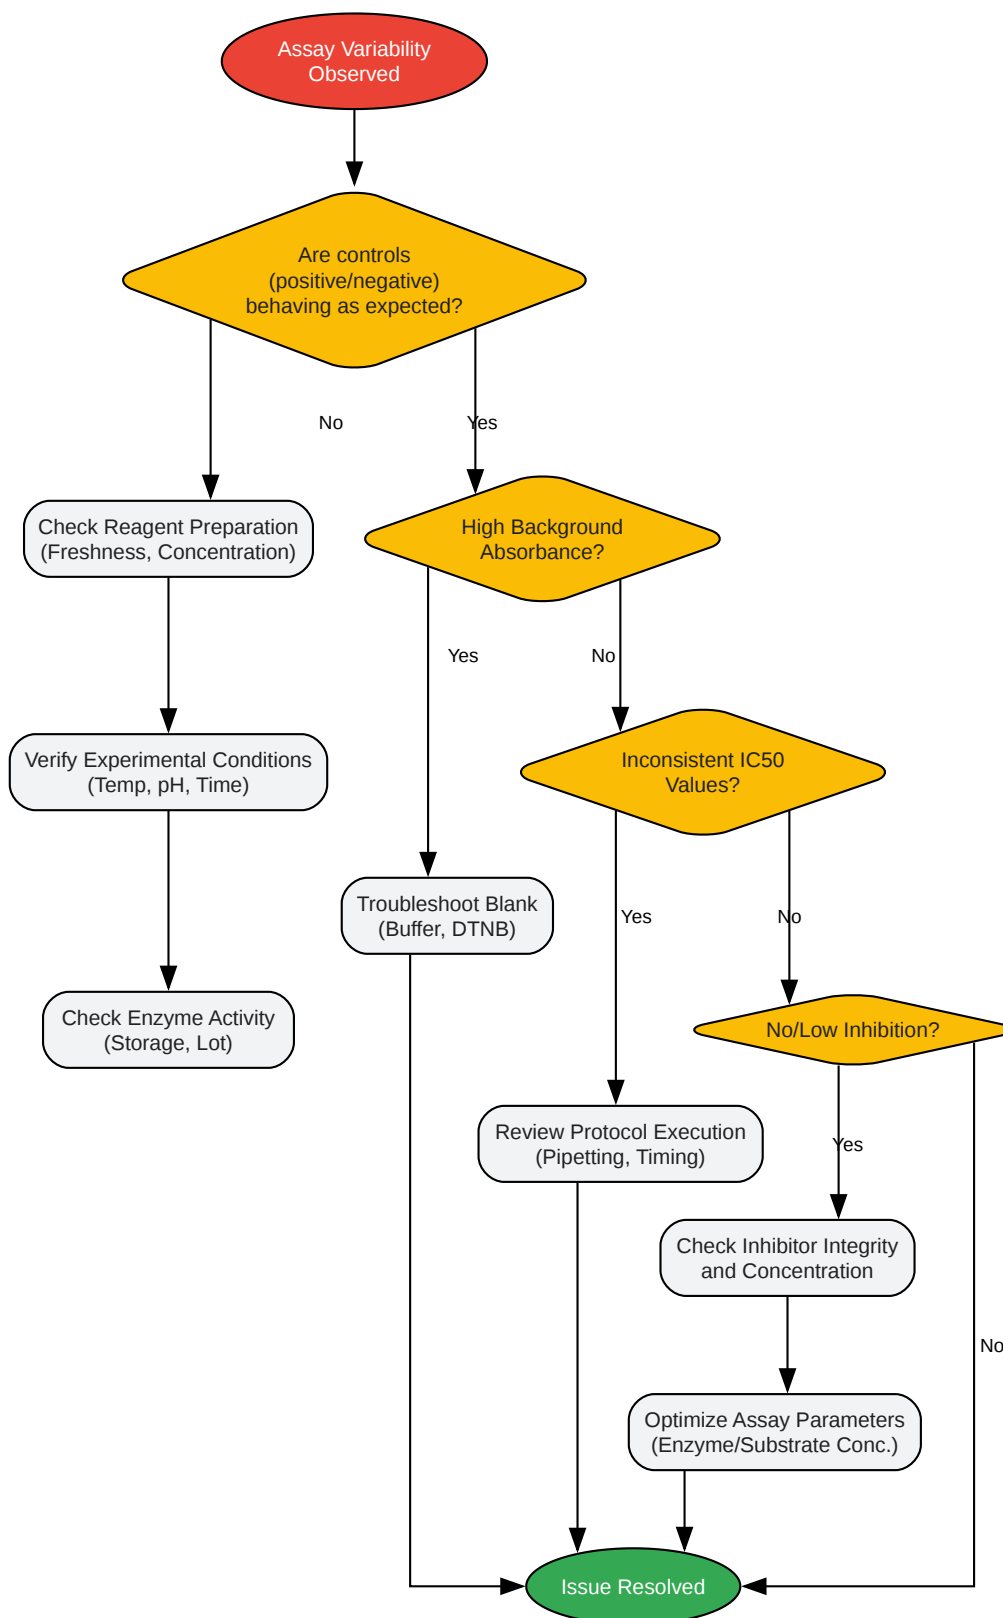 Assay Variability
Observed
Are controls
(positive/negative)
behaving as expected?
No
Yes
Check Reagent Preparation
(Freshness, Concentration)
High Background
Absorbance?
Yes
No
Verify Experimental Conditions
(Temp, pH, Time)
Inconsistent IC50
Values?
Troubleshoot Blank
(Buffer, DTNB)
Yes
No
Check Enzyme Activity
(Storage, Lot)
No/Low Inhibition?
Review Protocol Execution
(Pipetting, Timing)
Yes
Check Inhibitor Integrity
and Concentration
No
Optimize Assay Parameters
(Enzyme/Substrate Conc.)
Issue Resolved